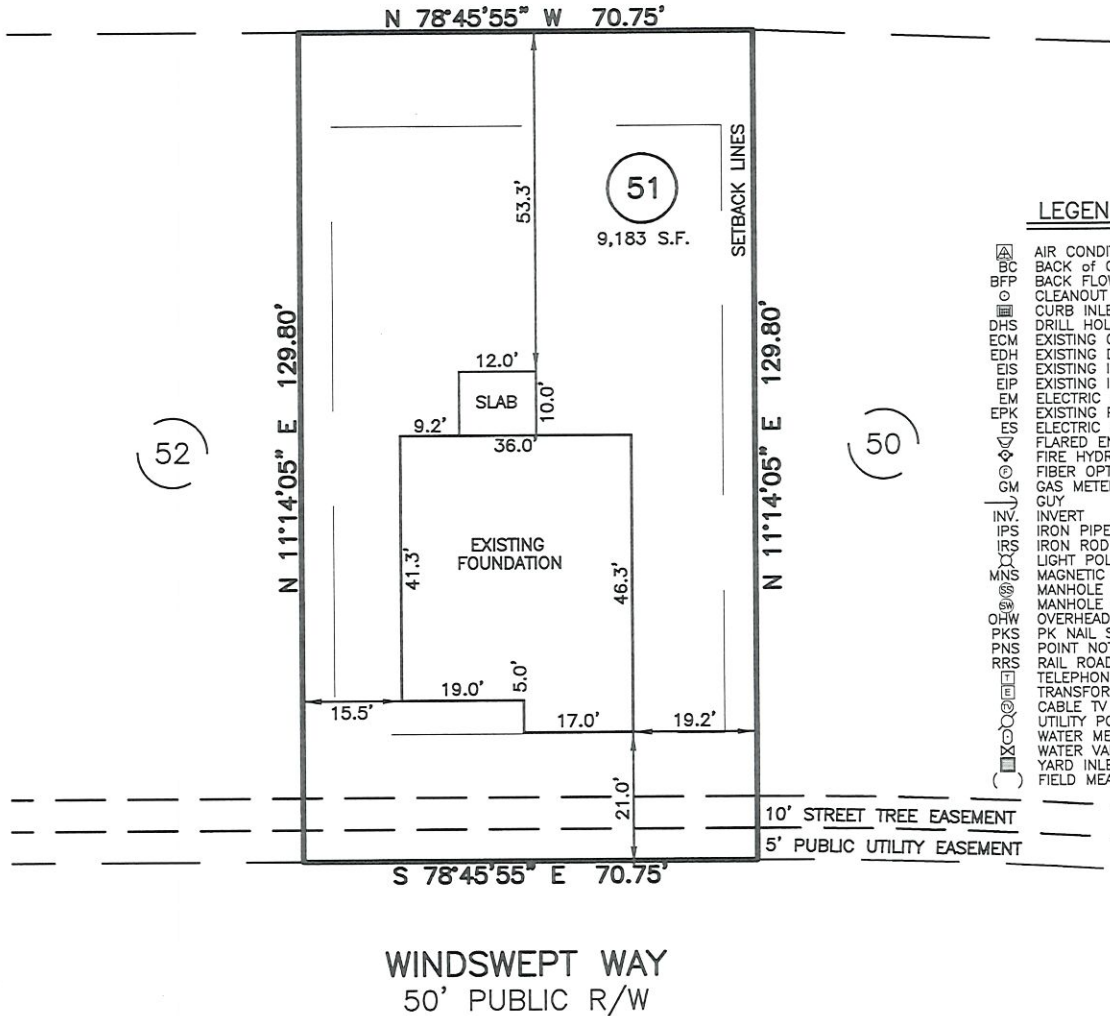 N 78°45'55" W 70.75'
SETBACK LINES
53.3'
51
9,183 S.F.
N 11°14'05" E 129.80'
N 11°14'05" E 129.80'
12.0'
SLAB
10.0'
9.2'
36.0'
52
50
EXISTING
FOUNDATION
41.3'
46.3'
19.0'
5.0'
15.5'
17.0'
19.2'
21.0'
10' STREET TREE EASEMENT
5' PUBLIC UTILITY EASEMENT
S 78°45'55" E 70.75'
WINDSWEPT WAY
50' PUBLIC R/W
LEGEN
A AIR CONDI
BC BACK of
BFP BACK FLO
CLEANOUT
CURB INLE
DHS DRILL HOL
ECM EXISTING
EDH EXISTING
EIS EXISTING
EIP EXISTING
EM ELECTRIC
EPK EXISTING
ES ELECTRIC
FLARED EN
FIRE HYDR
F FIBER OPT
GM GAS METE
GUY
INV. INVERT
IPS IRON PIPE
IRS IRON ROD
LIGHT POL
MNS MAGNETIC
SS MANHOLE
SW MANHOLE
OHW OVERHEAD
PKS PK NAIL S
PNS POINT NOT
RRS RAIL ROAD
T TELEPHON
E TRANSFOR
TV CABLE TV
UTILITY PO
WATER ME
WATER VA
YARD INLE
( ) FIELD MEA